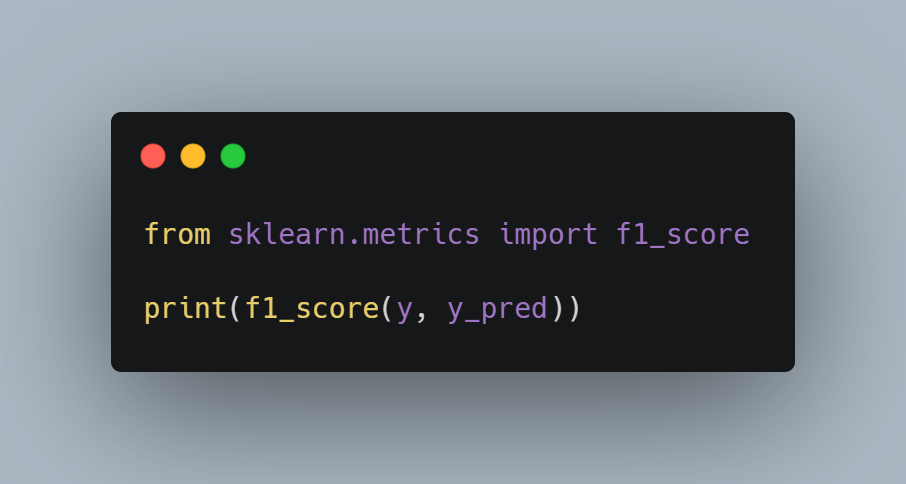 from sklearn.metrics import f1_score
print(f1_score(y, y_pred))